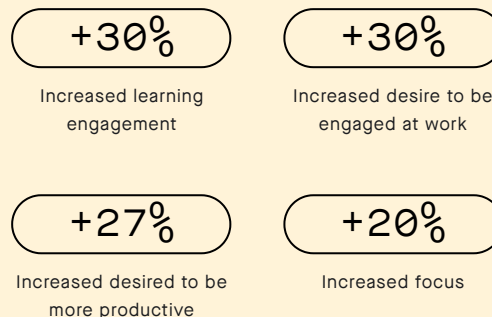 +30%
Increased learning
engagement
+30%
Increased desire to be
engaged at work
+27%
Increased desired to be
more productive
+20%
Increased focus